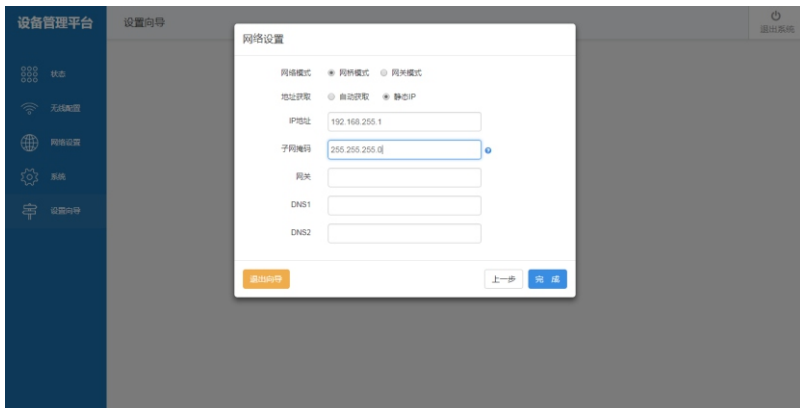 设备管理平台
设置向导
退出系统
状态
无线配置
网络设置
系统
设置向导
网络设置
网络模式 网桥模式 网关模式
地址获取 自动获取 静态IP
IP地址 192.168.255.1
子网掩码 255.255.255.0
网关
DNS1
DNS2
退出向导 上一步 完 成